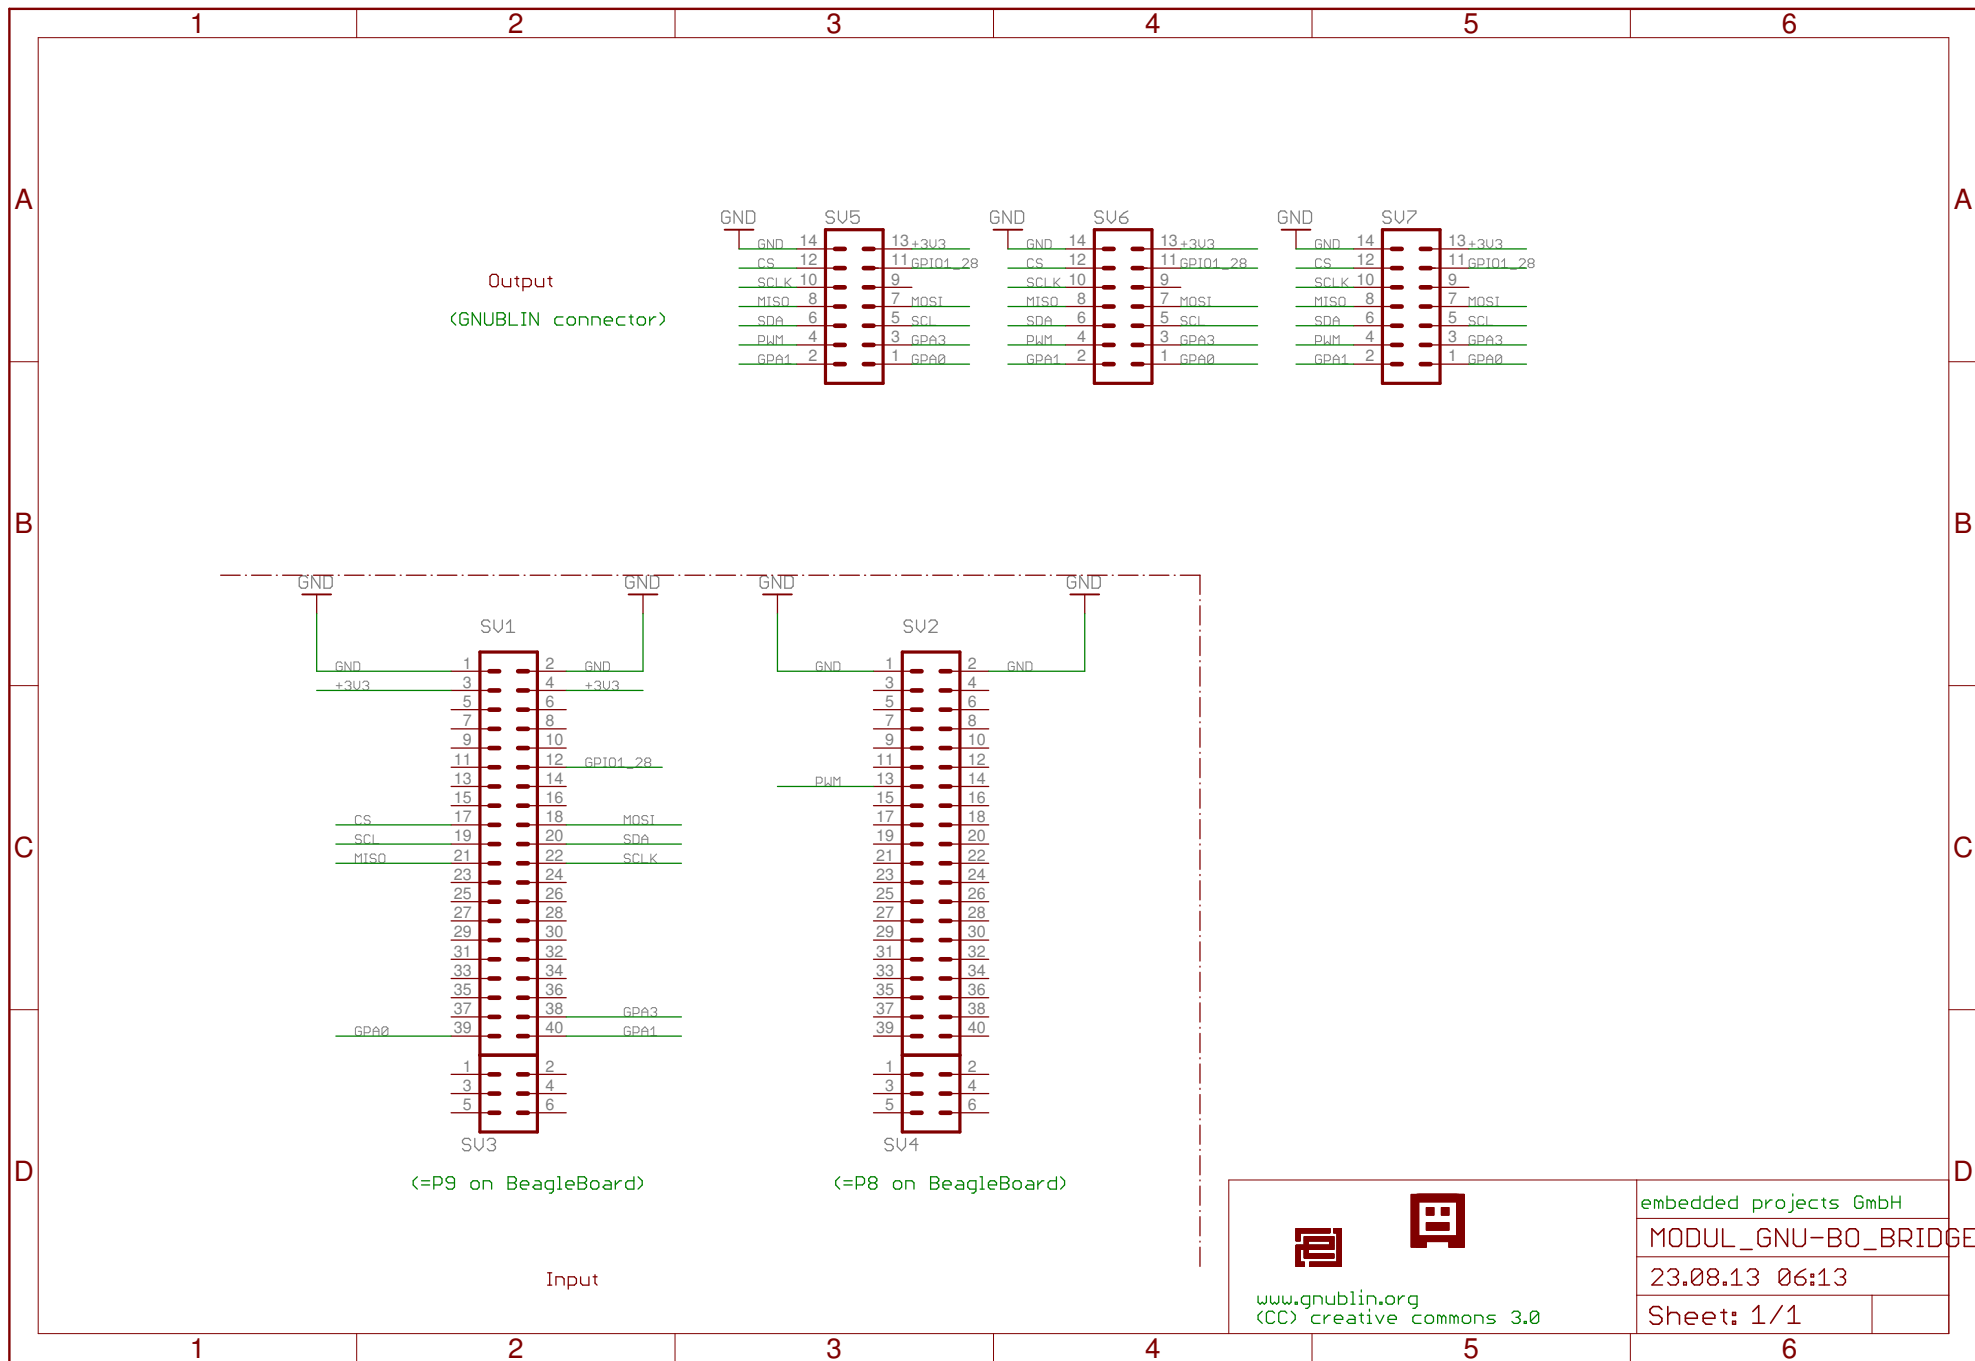 1 2 3 4 5 6
A A
GND SV5 GND SV6 GND SV7
GND 14 13 +3V3 GND 14 13 +3V3 GND 14 13 +3V3
CS 12 11 GPIO1_28 CS 12 11 GPIO1_28 CS 12 11 GPIO1_28
Output
SCLK 10 9 SCLK 10 9 SCLK 10 9
MISO 8 7 MOSI MISO 8 7 MOSI MISO 8 7 MOSI
(GNUBLIN connector)
SDA 6 5 SCL SDA 6 5 SCL SDA 6 5 SCL
PWM 4 3 GPA3 PWM 4 3 GPA3 PWM 4 3 GPA3
GPA1 2 1 GPA0 GPA1 2 1 GPA0 GPA1 2 1 GPA0
B B
GND GND GND GND
SV1 SV2
GND 1 2 GND GND 1 2 GND
+3V3 3 4 +3V3 3 4
5 6 5 6
7 8 7 8
9 10 9 10
11 12 GPIO1_28 11 12
13 14 PWM 13 14
15 16 15 16
CS 17 18 MOSI 17 18
SCL 19 20 SDA 19 20
C C
MISO 21 22 SCLK 21 22
23 24 23 24
25 26 25 26
27 28 27 28
29 30 29 30
31 32 31 32
33 34 33 34
35 36 35 36
37 38 GPA3 37 38
GPA0 39 40 GPA1 39 40
1 2 1 2
3 4 3 4
5 6 5 6
SV3 SV4
D D
(=P9 on BeagleBoard) (=P8 on BeagleBoard)
embedded projects GmbH
MODUL_GNU-BO_BRIDGE
Input
23.08.13 06:13
www.gnublin.org
(CC) creative commons 3.0
Sheet: 1/1
1 2 3 4 5 6